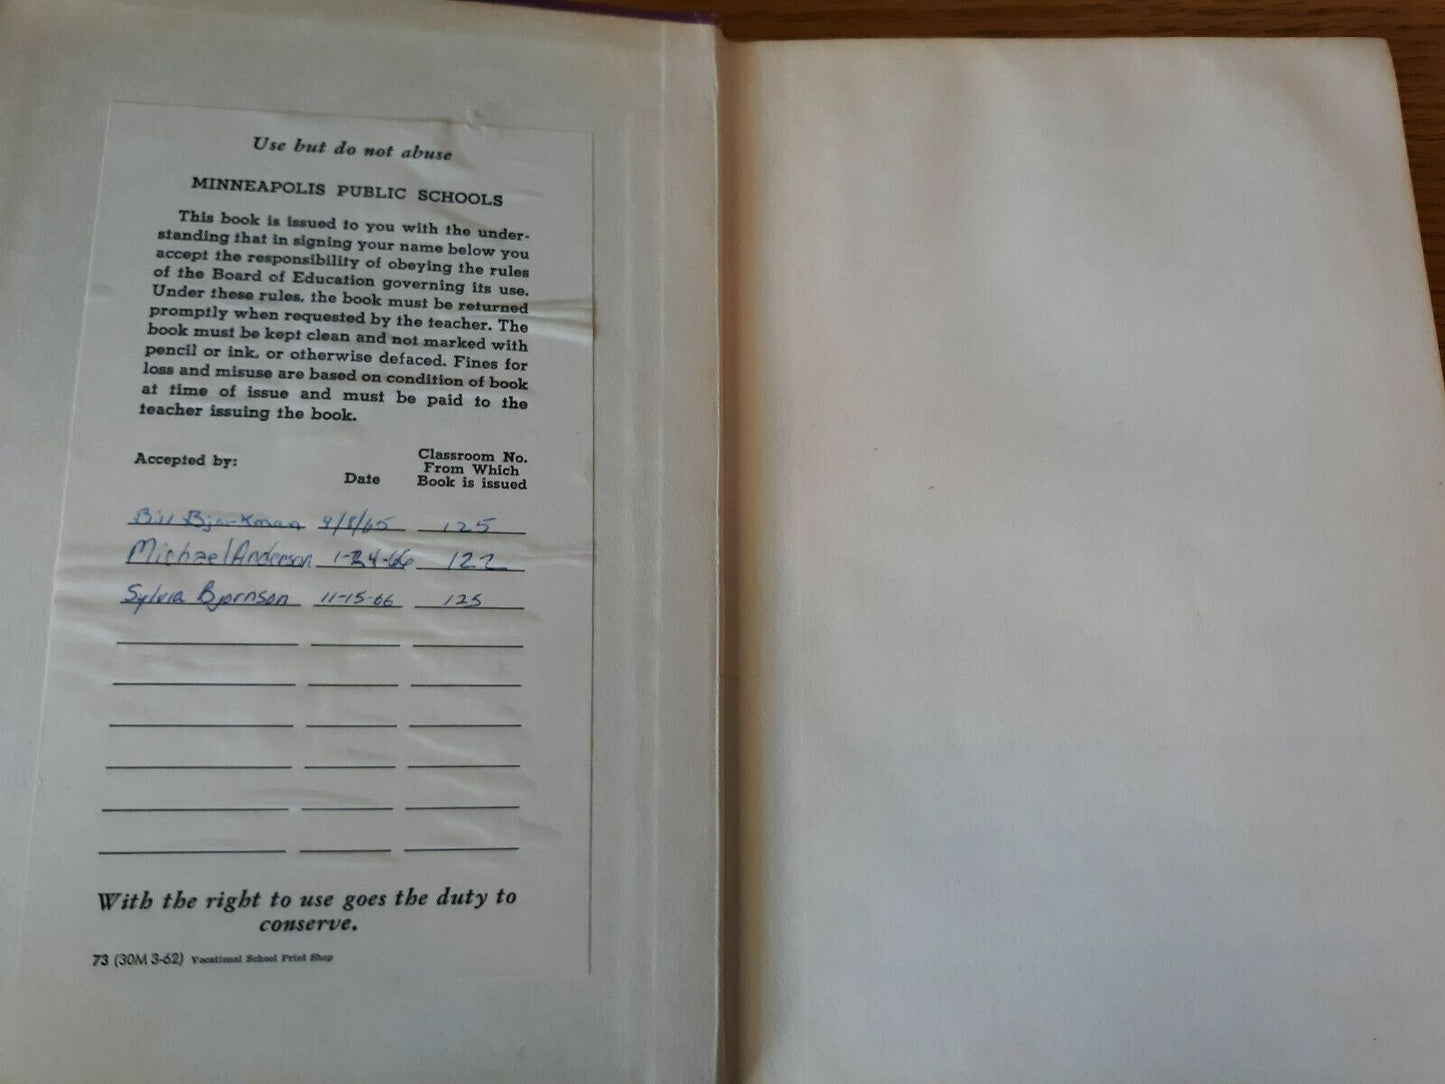 Use but do not abuse
MINNEAPOLIS PUBLIC SCHOOLS
This book is issued to you with the under-
standing that in signing your name below you
accept the responsibility of obeying the rules
of the Board of Education governing its use.
Under these rules, the book must be returned
promptly when requested by the teacher. The
book must be kept clean and not marked with
pencil or ink, or otherwise defaced. Fines for
loss and misuse are based on condition of book
at time of issue and must be paid to the
teacher issuing the book.
Accepted by:
Date
Classroom No.
From Which
Book is issued
Bill Bjorkman 9/8/65 125
Michael Anderson 1-24-66 122
Sylvia Bjornson 11-15-66 125
With the right to use goes the duty to
conserve.
73 (30M 3-62) Vocational School Print Shop